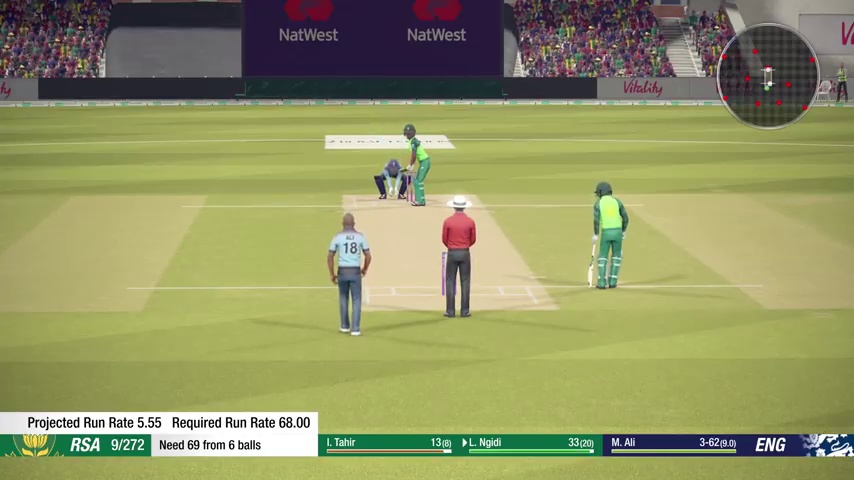 NatWest NatWest
Vitality
ALI
18
Projected Run Rate 5.55 Required Run Rate 68.00
RSA 9/272 Need 69 from 6 balls I. Tahir 13(8) L. Ngidi 33(20) M. Ali 3-62(9.0) ENG